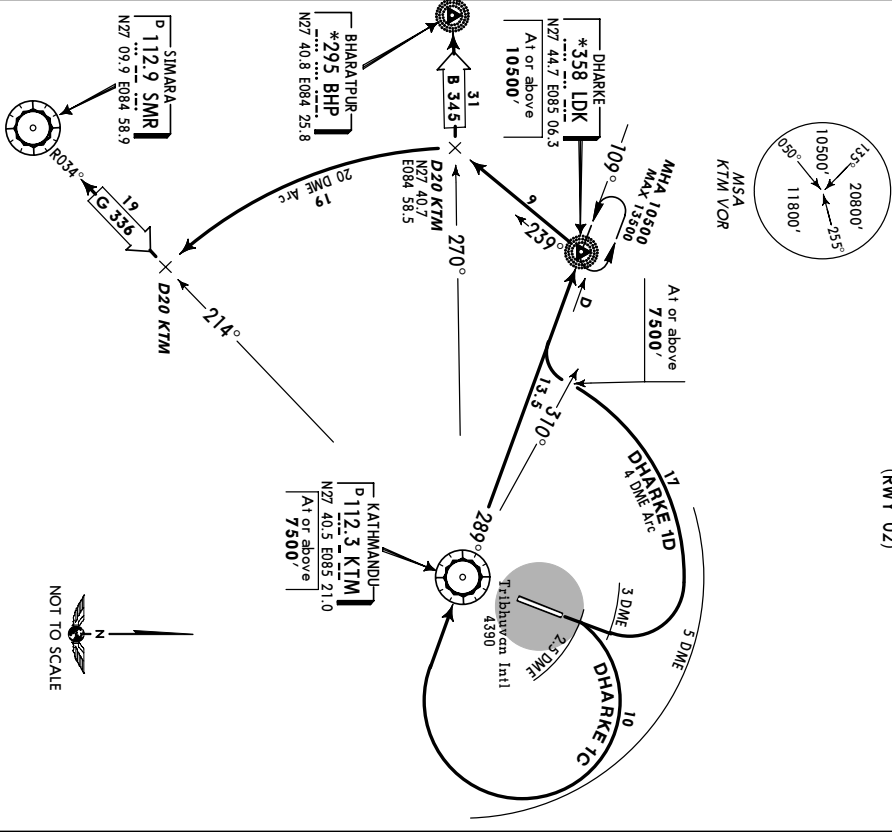 (RWY 02)
135°
20800'
10500'
050°
11800'
255°
MSA
KTM VOR
DHARKE
*358 LDK
N27 44.7 E085 06.3
At or above
10500'
BHARATPUR
*295 BHP
N27 40.8 E084 25.8
SIMARA
D 112.9 SMR
N27 09.9 E084 58.9
31
B 345
D20 KTM
N27 40.7
E084 58.5
109°
MHA 10500
MAX 13500
9
239°
19
20 DME Arc
R034°
19
G 336
D20 KTM
214°
270°
D
At or above
7500'
13.5
310°
289°
17
DHARKE 1D
4 DME Arc
KATHMANDU
D 112.3 KTM
N27 40.5 E085 21.0
At or above
7500'
Tribhuvan Intl
4390
3 DME
2.5 DME
5 DME
10
DHARKE 1C
N
NOT TO SCALE